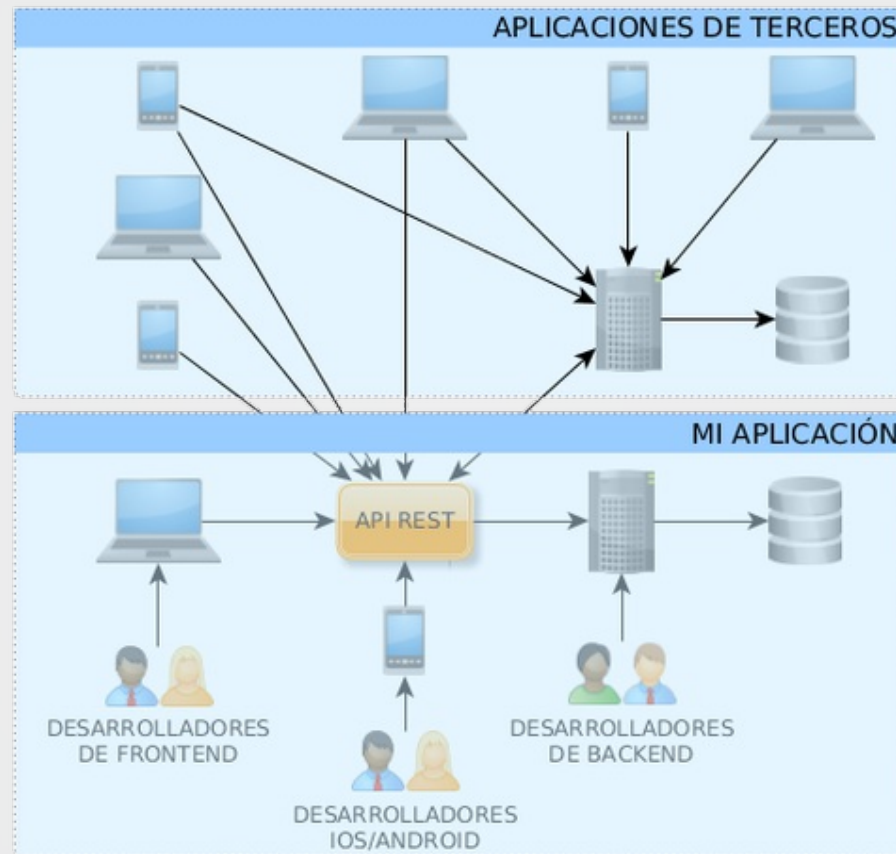 APLICACIONES DE TERCEROS
MI APLICACIÓN
API REST
DESARROLLADORES
DE FRONTEND
DESARROLLADORES
DE BACKEND
DESARROLLADORES
IOS/ANDROID